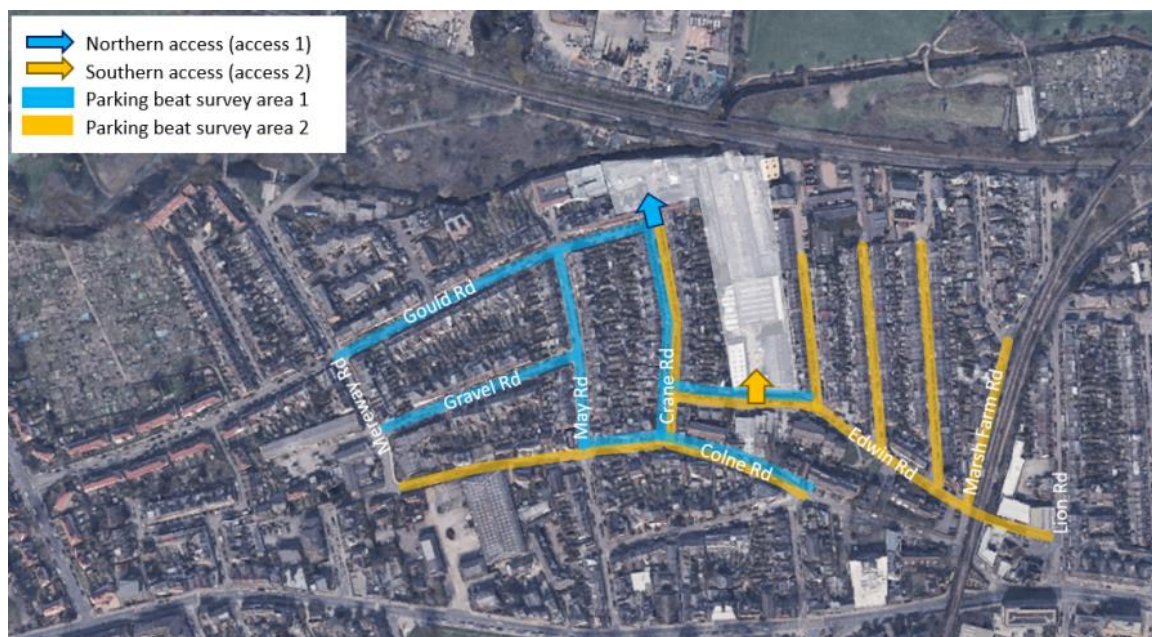 Northern access (access 1)
Southern access (access 2)
Parking beat survey area 1
Parking beat survey area 2
Gould Rd
Mereway Rd
Gravel Rd
May Rd
Crane Rd
Colne Rd
Edwin Rd
Marsh Farm Rd
Lion Rd